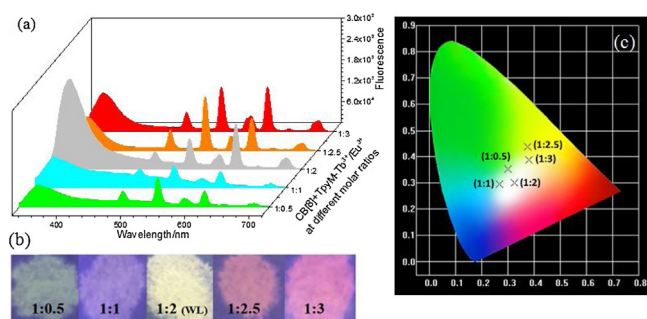 (a)
3.0x10⁵
2.4x10⁵
1.8x10⁵
1.2x10⁵
6.0x10⁴
Fluorescence
1:3
1:2.5
1:2
1:1
1:0.5
CB[8]+TpyM-Tb³⁺/Eu³⁺
at different molar ratios
400 500 600 700
Wavelength/nm
(b)
1:0.5 1:1 1:2 (WL) 1:2.5 1:3
(c)
0.9
0.8
0.7
0.6
0.5
0.4
0.3
0.2
0.1
0.0
0.0 0.1 0.2 0.3 0.4 0.5 0.6 0.7 0.8
(1:2.5)
(1:0.5) (1:3)
(1:1) (1:2)